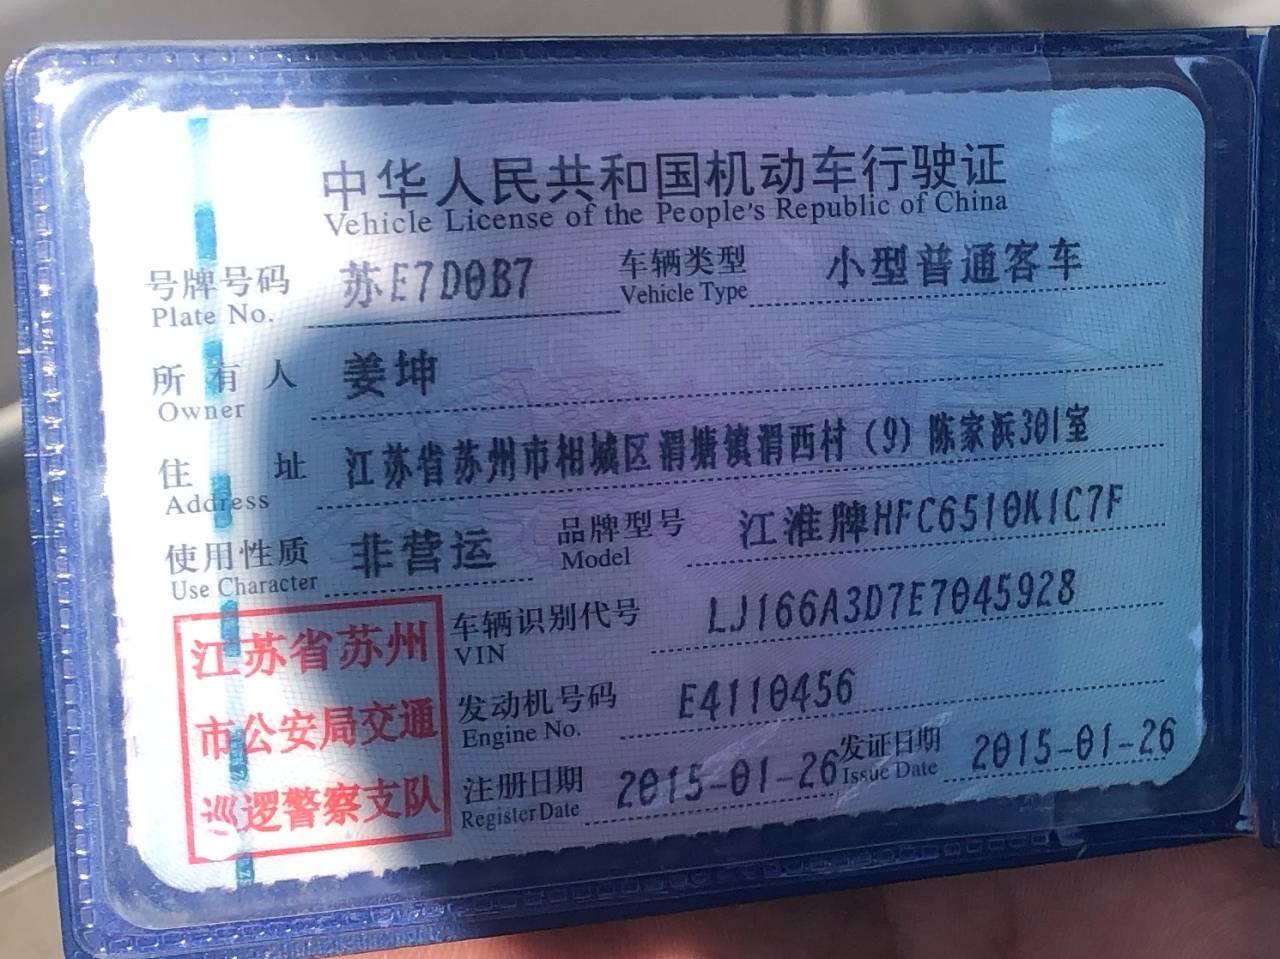 中华人民共和国机动车行驶证
Vehicle License of the People's Republic of China
号牌号码 苏E7D0B7 车辆类型 小型普通客车
Plate No. Vehicle Type
所有人 姜坤
Owner
住址 江苏省苏州市相城区渭塘镇渭西村（9）陈家浜301室
Address
使用性质 非营运 品牌型号 江淮牌HFC6510K1C7F
Use Character Model
车辆识别代号 LJ166A3D7E7045928
VIN
发动机号码 E4110456
Engine No.
注册日期 2015-01-26 发证日期 2015-01-26
Register Date Issue Date
江苏省苏州
市公安局交通
巡逻警察支队